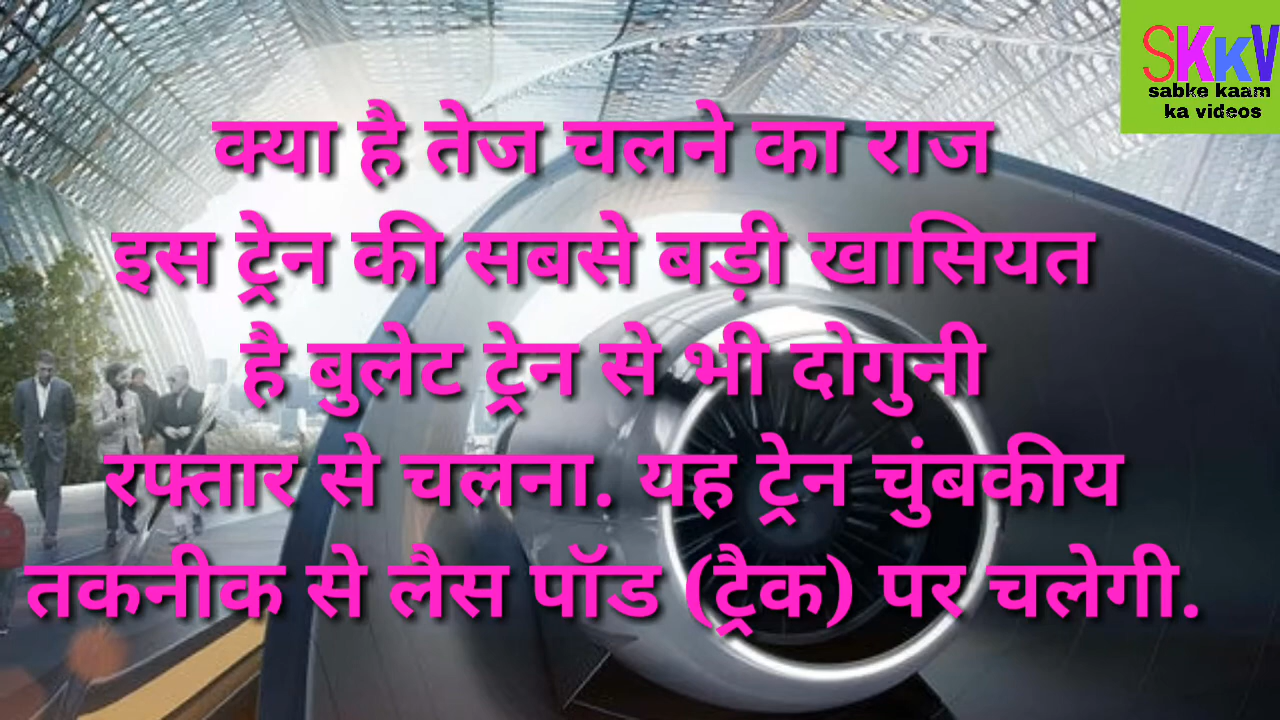 SKKV
sabke kaam
ka videos
क्या है तेज चलने का राज
इस ट्रेन की सबसे बड़ी खासियत
है बुलेट ट्रेन से भी दोगुनी
रफ्तार से चलना. यह ट्रेन चुंबकीय
तकनीक से लैस पॉड (ट्रैक) पर चलेगी.